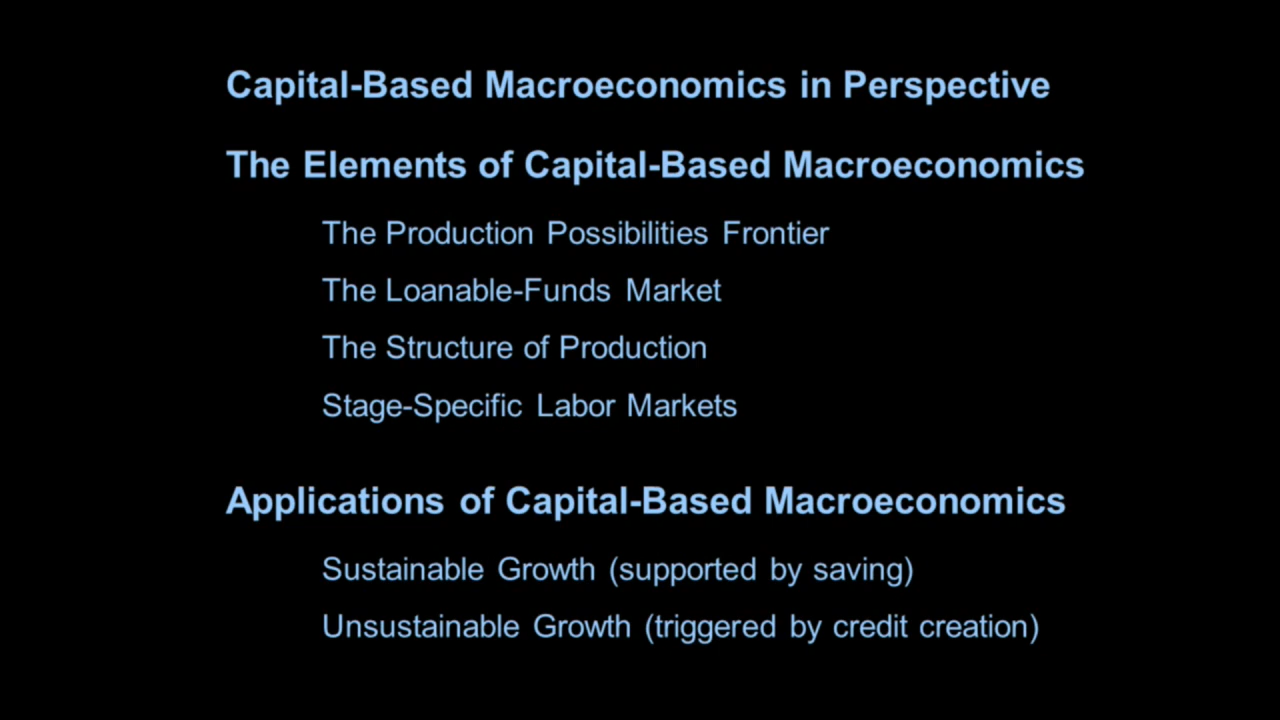 Capital-Based Macroeconomics in Perspective
The Elements of Capital-Based Macroeconomics
The Production Possibilities Frontier
The Loanable-Funds Market
The Structure of Production
Stage-Specific Labor Markets
Applications of Capital-Based Macroeconomics
Sustainable Growth (supported by saving)
Unsustainable Growth (triggered by credit creation)